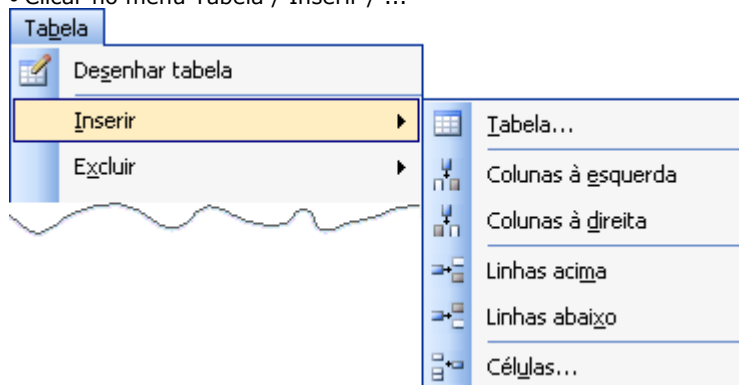 • Clicar no menu Tabela / Inserir / ...
Tabela
Desenhar tabela
Inserir
Excluir
Tabela...
Colunas à esquerda
Colunas à direita
Linhas acima
Linhas abaixo
Células...